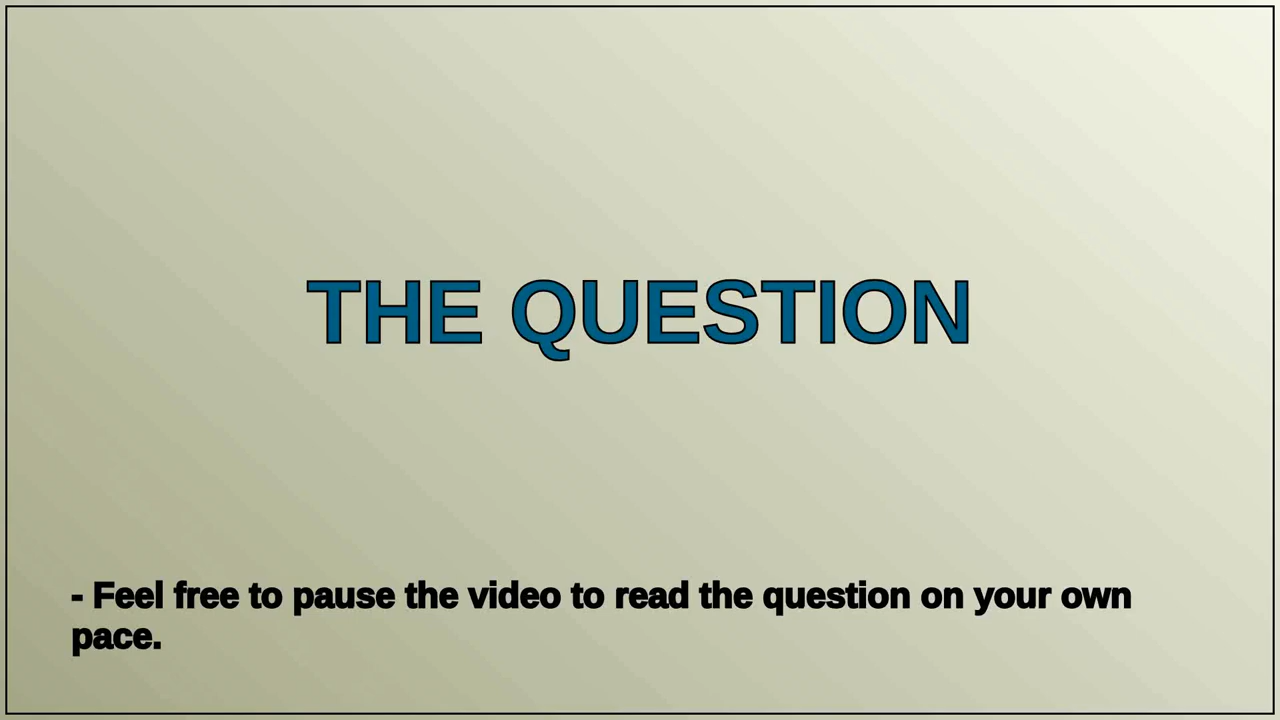 THE QUESTION
- Feel free to pause the video to read the question on your own
pace.